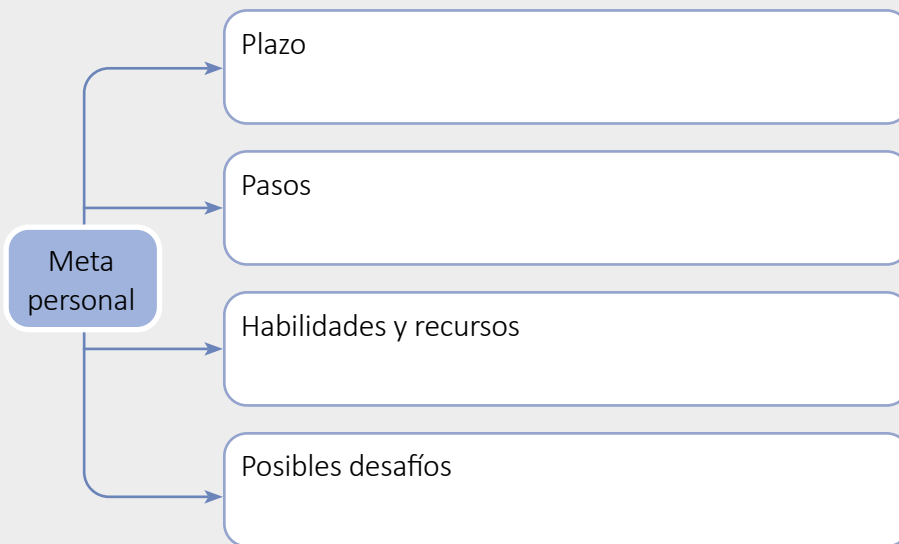 Plazo
Pasos
Meta
personal
Habilidades y recursos
Posibles desafíos